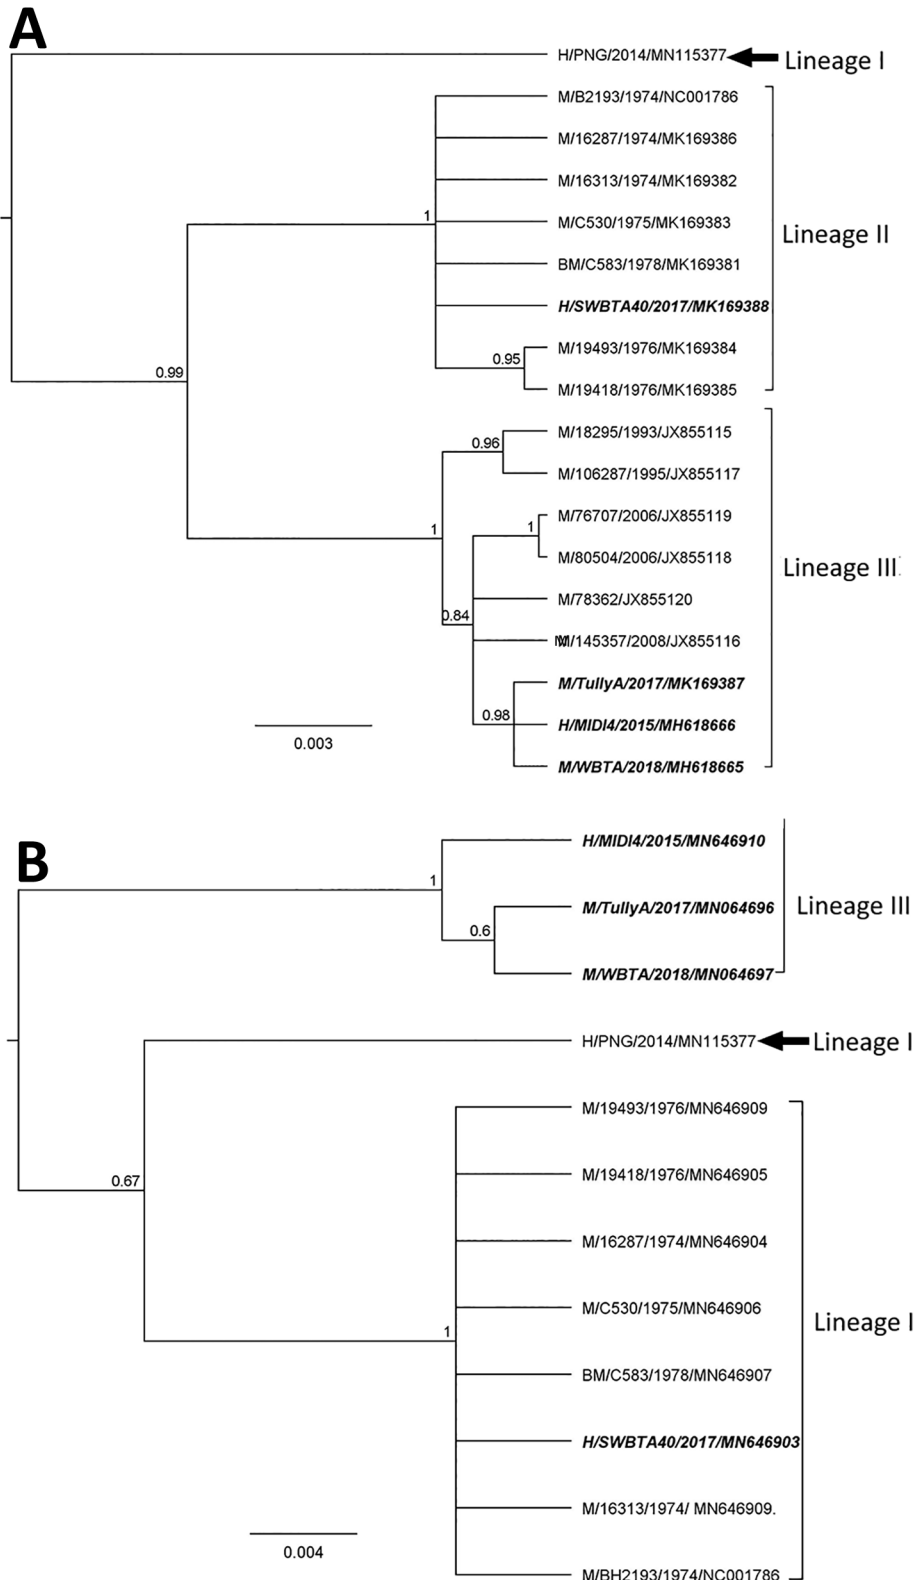 A
H/PNG/2014/MN115377
Lineage I
M/B2193/1974/NC001786
M/16287/1974/MK169386
M/16313/1974/MK169382
1
M/C530/1975/MK169383
Lineage II
BM/C583/1978/MK169381
H/SWBTA40/2017/MK169388
0.95
M/19493/1976/MK169384
0.99
M/19418/1976/MK169385
M/18295/1993/JX855115
0.96
M/106287/1995/JX855117
M/76707/2006/JX855119
1
1
M/80504/2006/JX855118
Lineage III
M/78362/JX855120
0.84
M/145357/2008/JX855116
M/TullyA/2017/MK169387
0.98
H/MIDI4/2015/MH618666
0.003
M/WBTA/2018/MH618665
B
H/MIDI4/2015/MN646910
1
M/TullyA/2017/MN064696
Lineage III
0.6
M/WBTA/2018/MN064697
H/PNG/2014/MN115377
Lineage I
M/19493/1976/MN646909
0.67
M/19418/1976/MN646905
M/16287/1974/MN646904
M/C530/1975/MN646906
Lineage I
1
BM/C583/1978/MN646907
H/SWBTA40/2017/MN646903
M/16313/1974/ MN646909.
0.004
M/BH2193/1974/NC001786